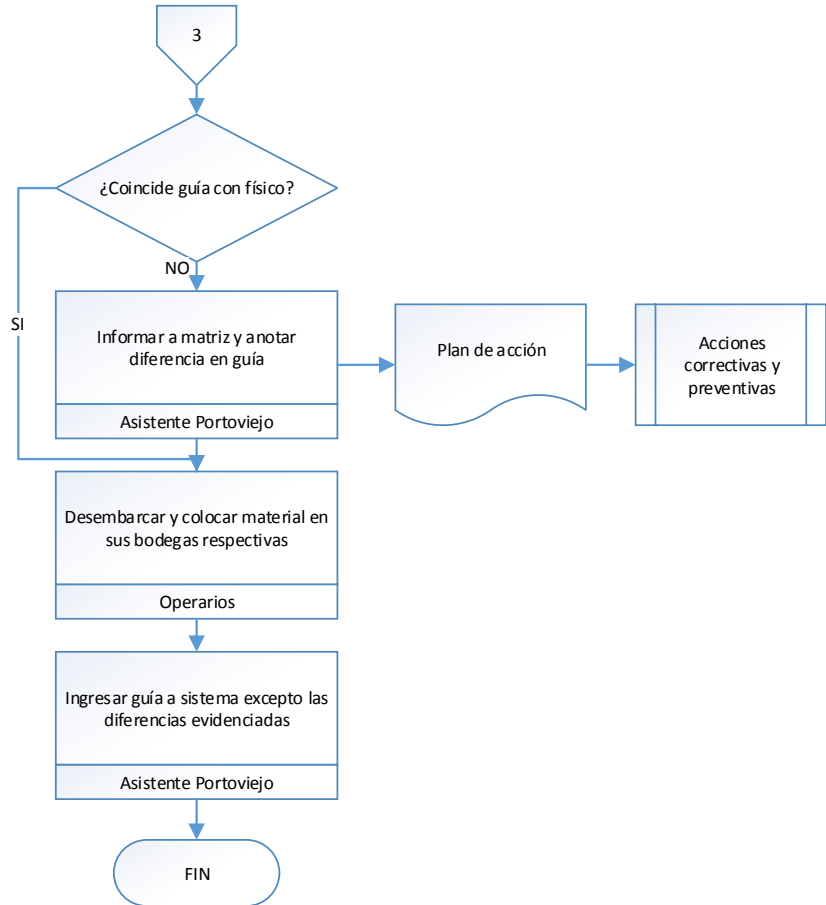 3
¿Coincide guía con físico?
NO
SI
Informar a matriz y anotar
diferencia en guía
Asistente Portoviejo
Plan de acción
Acciones
correctivas y
preventivas
Desembarcar y colocar material en
sus bodegas respectivas
Operarios
Ingresar guía a sistema excepto las
diferencias evidenciadas
Asistente Portoviejo
FIN